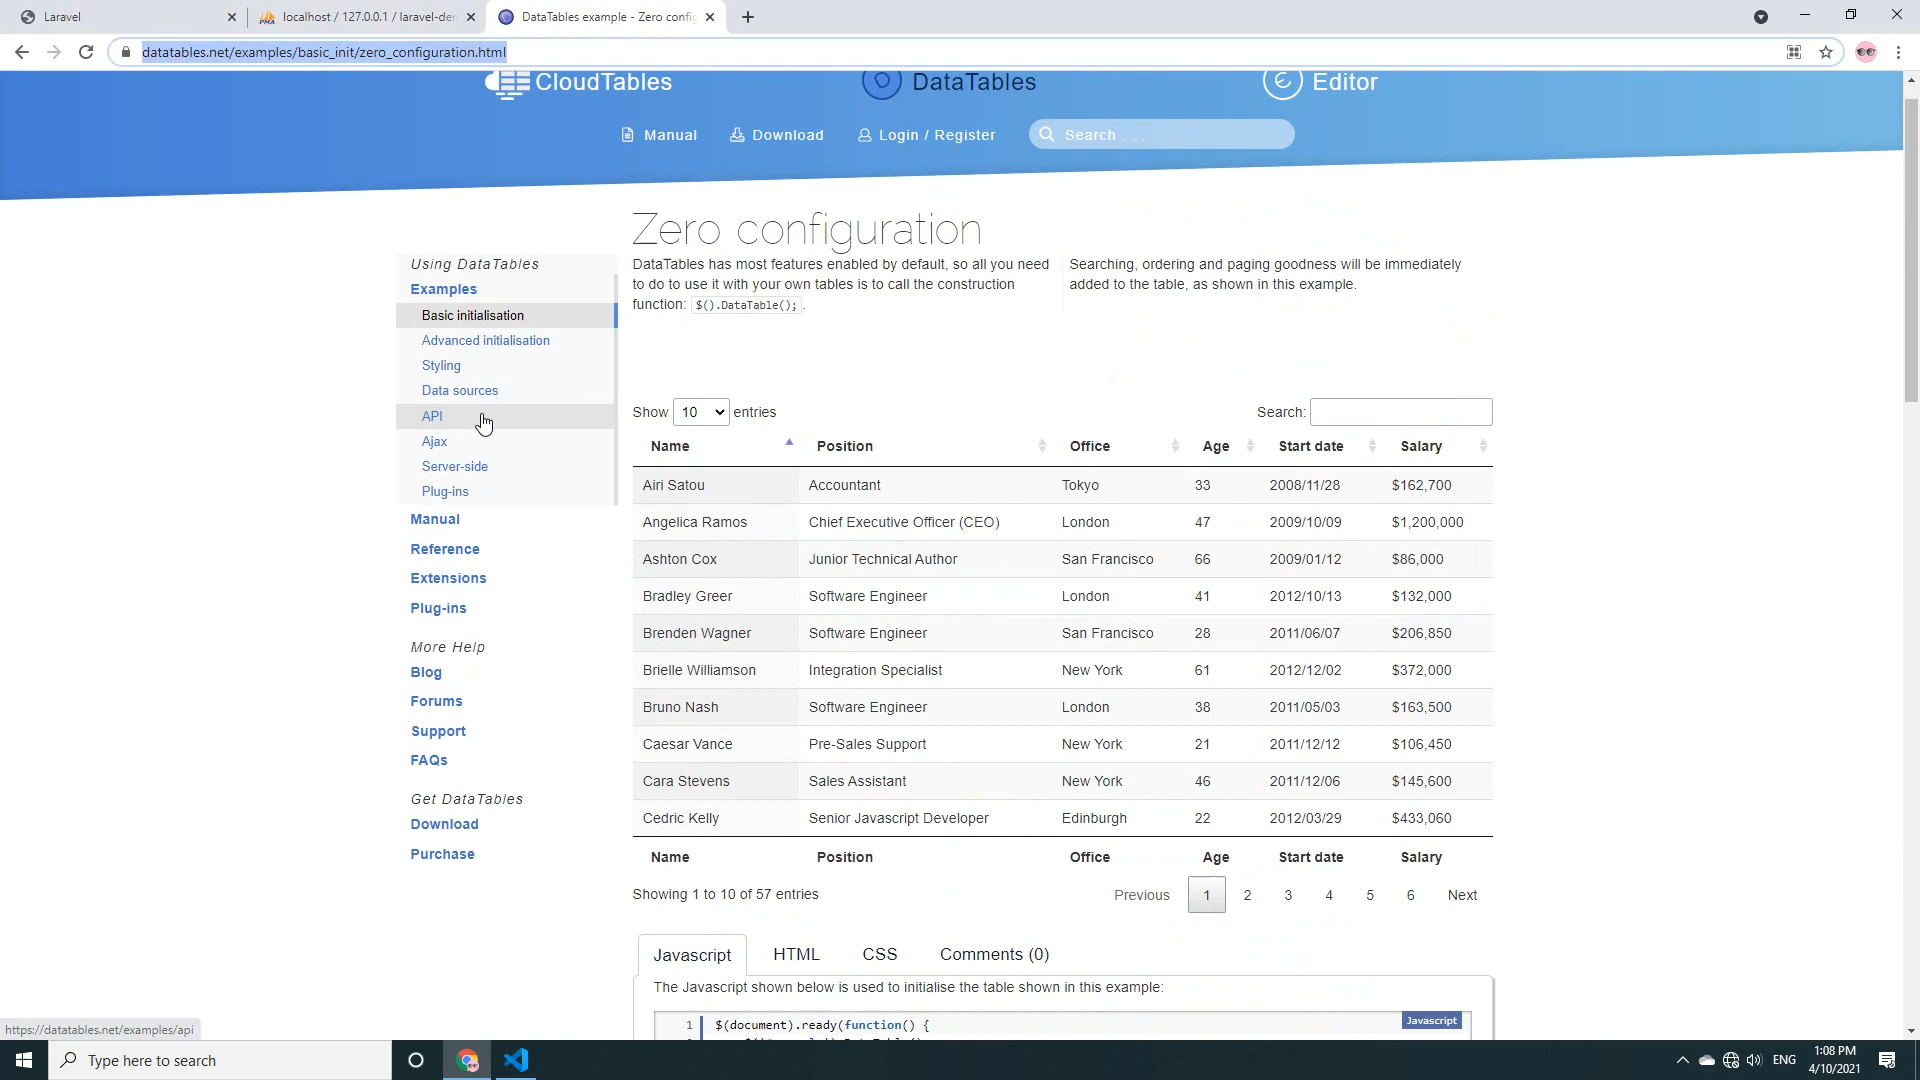 Laravel
localhost / 127.0.0.1 / laravel-der
DataTables example - Zero config
datatables.net/examples/basic_init/zero_configuration.html
CloudTables
DataTables
Editor
Manual
Download
Login / Register
Search . . .
Zero configuration
DataTables has most features enabled by default, so all you need
to do to use it with your own tables is to call the construction
function: $().DataTable(); .
Searching, ordering and paging goodness will be immediately
added to the table, as shown in this example.
Using DataTables
Examples
Basic initialisation
Advanced initialisation
Styling
Data sources
API
Ajax
Server-side
Plug-ins
Manual
Reference
Extensions
Plug-ins
More Help
Blog
Forums
Support
FAQs
Get DataTables
Download
Purchase
Show 10 entries
Search:
Name Position Office Age Start date Salary
Airi Satou Accountant Tokyo 33 2008/11/28 $162,700
Angelica Ramos Chief Executive Officer (CEO) London 47 2009/10/09 $1,200,000
Ashton Cox Junior Technical Author San Francisco 66 2009/01/12 $86,000
Bradley Greer Software Engineer London 41 2012/10/13 $132,000
Brenden Wagner Software Engineer San Francisco 28 2011/06/07 $206,850
Brielle Williamson Integration Specialist New York 61 2012/12/02 $372,000
Bruno Nash Software Engineer London 38 2011/05/03 $163,500
Caesar Vance Pre-Sales Support New York 21 2011/12/12 $106,450
Cara Stevens Sales Assistant New York 46 2011/12/06 $145,600
Cedric Kelly Senior Javascript Developer Edinburgh 22 2012/03/29 $433,060
Name Position Office Age Start date Salary
Showing 1 to 10 of 57 entries
Previous 1 2 3 4 5 6 Next
Javascript HTML CSS Comments (0)
The Javascript shown below is used to initialise the table shown in this example:
1 $(document).ready(function() {
Javascript
https://datatables.net/examples/api
Type here to search
ENG
1:08 PM
4/10/2021